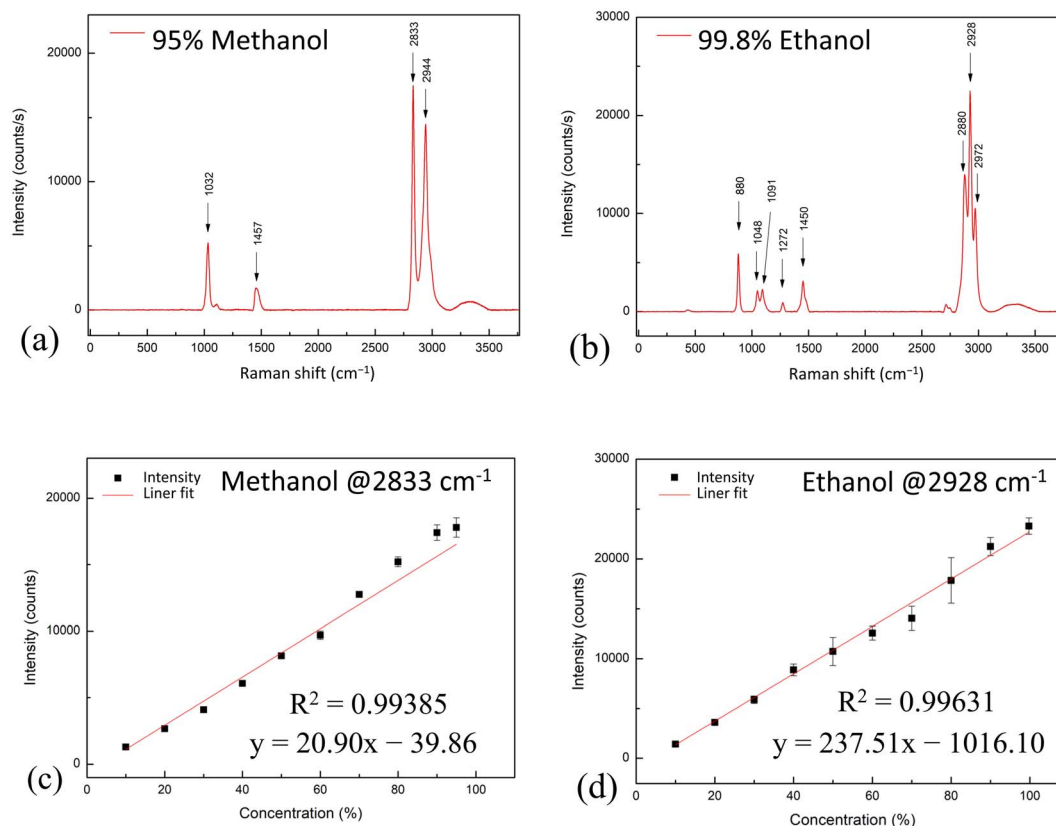 95% Methanol
2833
2944
1032
1457
20000
10000
0
Intensity (counts/s)
0 500 1000 1500 2000 2500 3000 3500
Raman shift (cm⁻¹)
(a)
99.8% Ethanol
2928
2880
2972
880
1048
1091
1272
1450
30000
20000
10000
0
Intensity (counts/s)
0 500 1000 1500 2000 2500 3000 3500
Raman shift (cm⁻¹)
(b)
Intensity
Liner fit
Methanol @2833 cm⁻¹
20000
10000
0
Intensity (counts)
R² = 0.99385
y = 20.90x − 39.86
0 20 40 60 80 100
Concentration (%)
(c)
Intensity
Liner fit
Ethanol @2928 cm⁻¹
30000
20000
10000
0
Intensity (counts)
R² = 0.99631
y = 237.51x − 1016.10
0 20 40 60 80 100
Concentration (%)
(d)